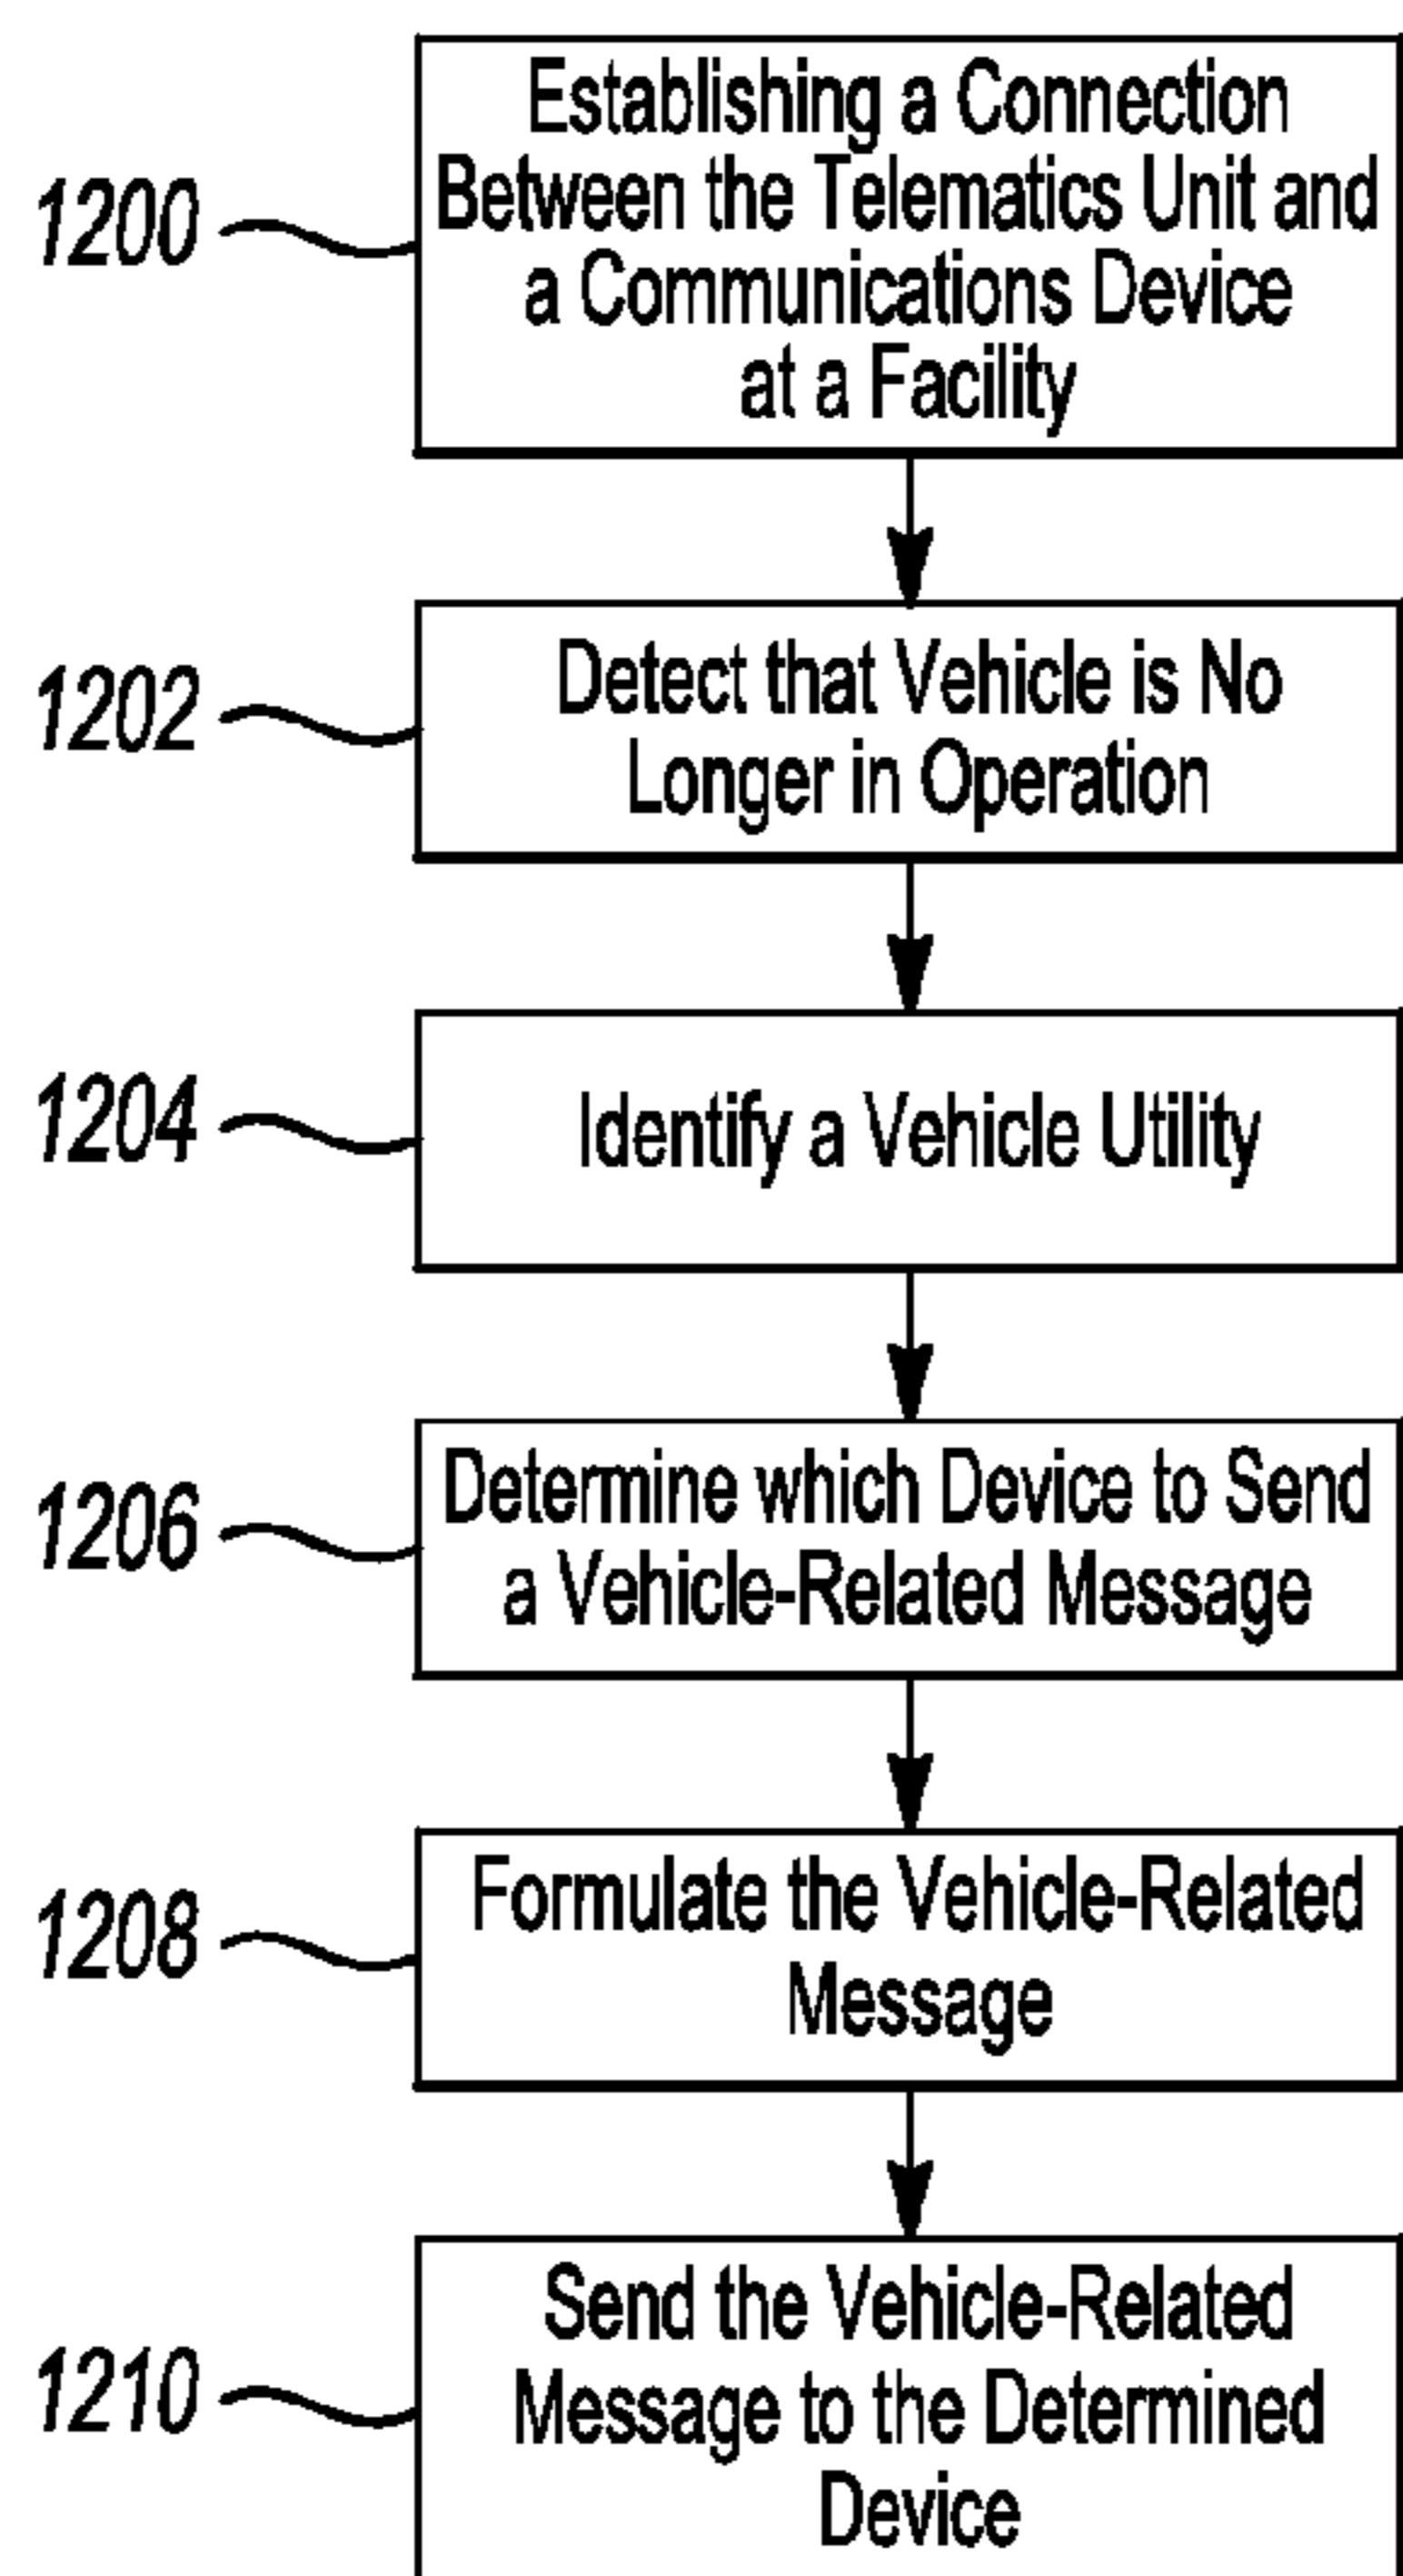 1200
Establishing a Connection
Between the Telematics Unit and
a Communications Device
at a Facility
1202
Detect that Vehicle is No
Longer in Operation
1204
Identify a Vehicle Utility
1206
Determine which Device to Send
a Vehicle-Related Message
1208
Formulate the Vehicle-Related
Message
1210
Send the Vehicle-Related
Message to the Determined
Device